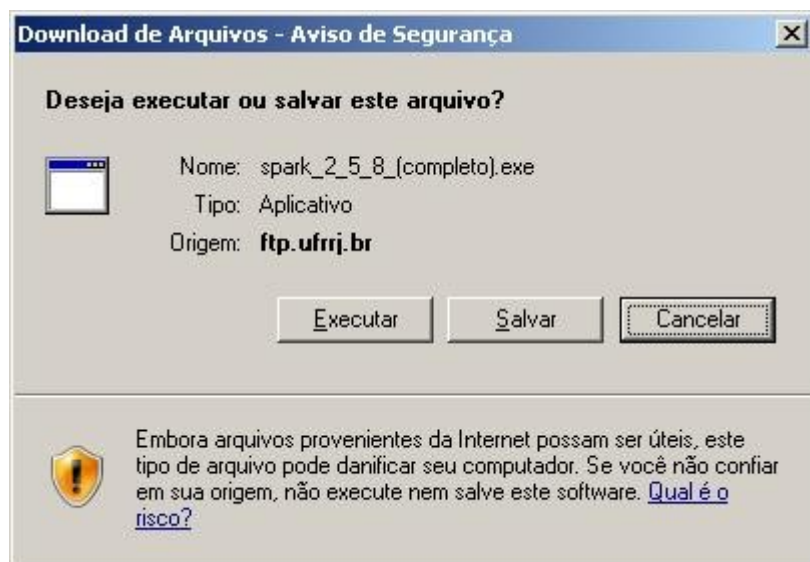 Download de Arquivos - Aviso de Segurança
Deseja executar ou salvar este arquivo?
Nome: spark_2_5_8_(completo).exe
Tipo: Aplicativo
Origem: ftp.ufrrj.br
Executar Salvar Cancelar
Embora arquivos provenientes da Internet possam ser úteis, este
tipo de arquivo pode danificar seu computador. Se você não confiar
em sua origem, não execute nem salve este software. Qual é o
risco?